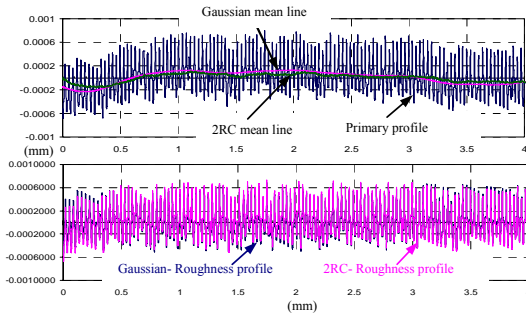 Gaussian mean line
0.001
0.0006
0.0002
-0.0002
-0.0006
-0.001
2RC mean line
Primary profile
0 0.5 1 1.5 2 2.5 3 3.5 4
(mm)
0.0010000
0.0006000
0.0002000
-0.0002000
-0.0006000
-0.0010000
Gaussian- Roughness profile
2RC- Roughness profile
0 0.5 1 1.5 2 2.5 3 3.5
(mm)